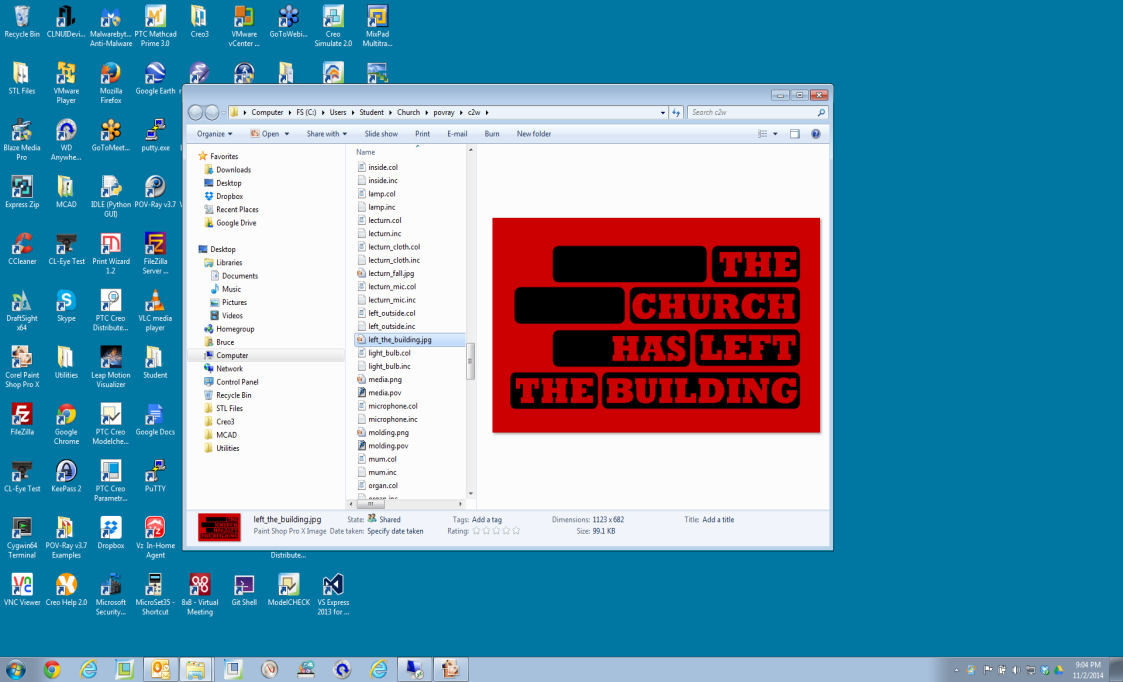 Recycle Bin
CLNUIDevi...
Malwarebyt... Anti-Malware
PTC Mathcad Prime 3.0
Creo3
VMware vCenter ...
GoToWebi...
Creo Simulate 2.0
MixPad Multitra...
STL Files
VMware Player
Mozilla Firefox
Google Earth
Blaze Media Pro
WD Anywhe...
GoToMeet...
putty.exe
Express Zip
MCAD
IDLE (Python GUI)
POV-Ray v3.7
CCleaner
CL-Eye Test
Print Wizard 1.2
FileZilla Server ...
DraftSight x64
Skype
PTC Creo Distribute...
VLC media player
Corel Paint Shop Pro X
Utilities
Leap Motion Visualizer
Student
FileZilla
Google Chrome
PTC Creo Modelche...
Google Docs
CL-Eye Test
KeePass 2
PTC Creo Parametr...
PuTTY
Cygwin64 Terminal
POV-Ray v3.7 Examples
Dropbox
Vz In-Home Agent
Distribute...
VNC Viewer
Creo Help 2.0
Microsoft Security...
MicroSet35 - Shortcut
8x8 - Virtual Meeting
Git Shell
ModelCHECK
VS Express 2013 for ...
Computer FS (C:) Users Student Church povray c2w
Search c2w
Organize Open Share with Slide show Print E-mail Burn New folder
Favorites
Downloads
Desktop
Dropbox
Recent Places
Google Drive
Desktop
Libraries
Documents
Music
Pictures
Videos
Homegroup
Bruce
Computer
Network
Control Panel
Recycle Bin
STL Files
Creo3
MCAD
Utilities
Name
inside.col
inside.inc
lamp.col
lamp.inc
lecturn.col
lecturn.inc
lecturn_cloth.col
lecturn_cloth.inc
lecturn_fall.jpg
lecturn_mic.col
lecturn_mic.inc
left_outside.col
left_outside.inc
left_the_building.jpg
light_bulb.col
light_bulb.inc
media.png
media.pov
microphone.col
microphone.inc
molding.png
molding.pov
mum.col
mum.inc
organ.col
organ.inc
THE
CHURCH
HAS LEFT
THE BUILDING
left_the_building.jpg State: Shared Tags: Add a tag Dimensions: 1123 x 682 Title: Add a title
Paint Shop Pro X Image Date taken: Specify date taken Rating: Size: 99.1 KB
9:04 PM
11/2/2014